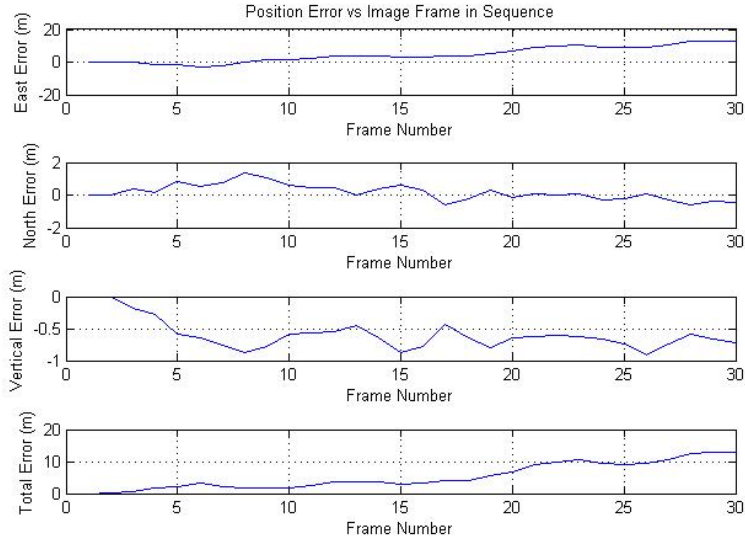 Position Error vs Image Frame in Sequence
East Error (m)
20
0
-20
0 5 10 15 20 25 30
Frame Number
North Error (m)
2
0
-2
0 5 10 15 20 25 30
Frame Number
Vertical Error (m)
0
-0.5
-1
0 5 10 15 20 25 30
Frame Number
Total Error (m)
20
10
0
0 5 10 15 20 25 30
Frame Number